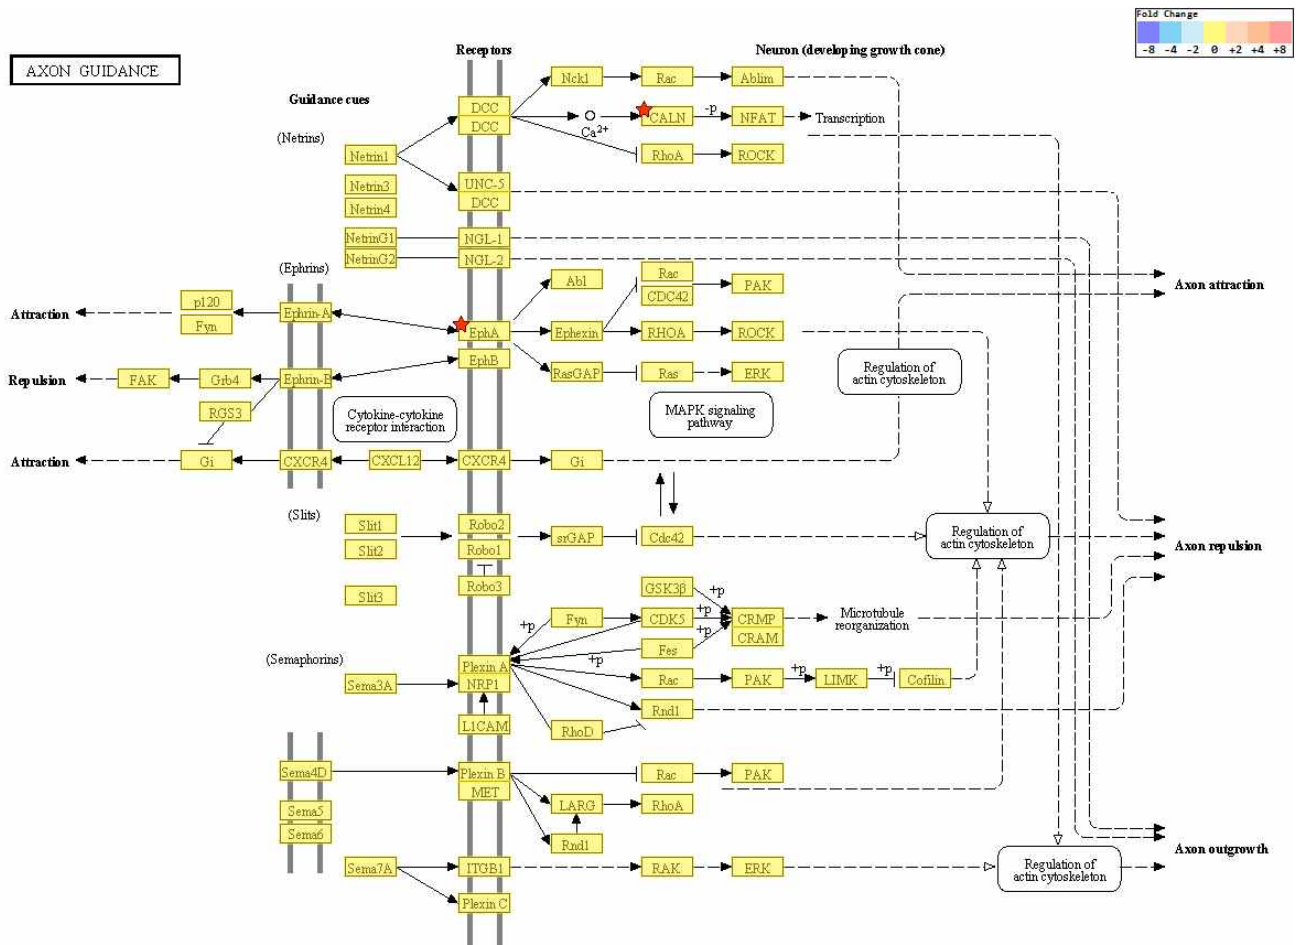 Fold Change
-8 -4 -2 0 +2 +4 +8
AXON GUIDANCE
Receptors
Neuron (developing growth cone)
Guidance cues
DCC
DCC
Nck1
Rac
Ablim
Ca2+
CALN
-p
NFAT
Transcription
(Netrins)
Netrin1
RhoA
ROCK
Netrin3
UNC-5
DCC
Netrin4
NetrinG1
NGL-1
NetrinG2
NGL-2
(Ephrins)
Abl
Rac
CDC42
PAK
Axon attraction
p120
Fyn
Attraction
Ephrin-A
EphA
Ephexin
RHOA
ROCK
EphB
Repulsion
FAK
Grb4
Ephrin-B
RasGAP
Ras
ERK
Regulation of
actin cytoskeleton
RGS3
Cytokine-cytokine
receptor interaction
MAPK signaling
pathway
Attraction
Gi
CXCR4
CXCL12
CXCR4
Gi
(Slits)
Slit1
Slit2
Robo2
Robo1
srGAP
Cdc42
Regulation of
actin cytoskeleton
Axon repulsion
Slit3
Robo3
GSK3β
+p
Fyn
+p
CDK5
+p
CRMP
CRAM
Microtubule
reorganization
Fes
+p
+p
(Semaphorins)
Plexin A
NRP1
Sema3A
Rac
PAK
+p
LIMK
+p
Cofilin
Rnd1
L1CAM
RhoD
Sema4D
Plexin B
MET
Rac
PAK
Sema5
LARG
RhoA
Sema6
Rnd1
Sema7A
ITGB1
RAK
ERK
Regulation of
actin cytoskeleton
Axon outgrowth
Plexin C